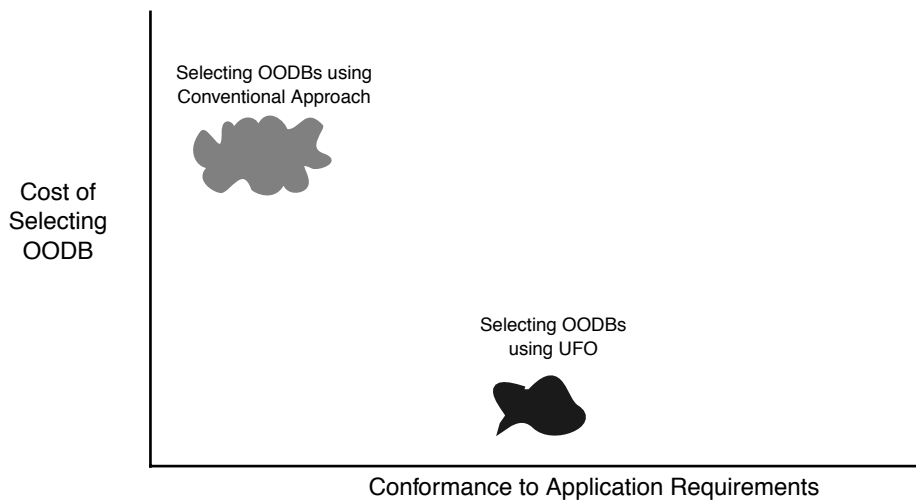 Selecting OODBs using
Conventional Approach
Cost of
Selecting
OODB
Selecting OODBs
using UFO
Conformance to Application Requirements